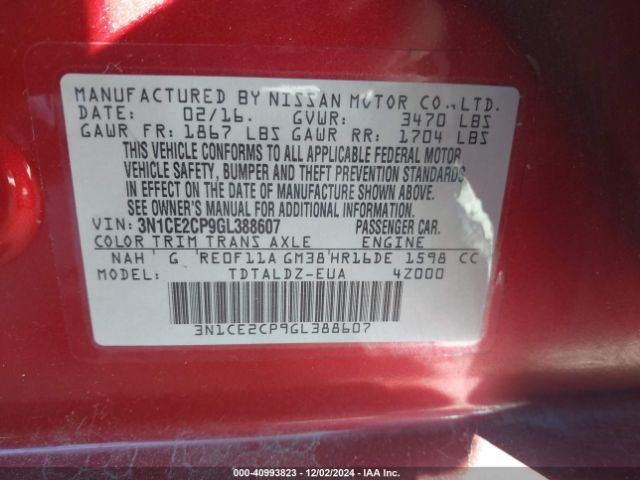 MANUFACTURED BY NISSAN MOTOR CO., LTD.
DATE: 02/16. GVWR: 3470 LBS
GAWR FR: 1867 LBS GAWR RR: 1704 LBS
THIS VEHICLE CONFORMS TO ALL APPLICABLE FEDERAL MOTOR
VEHICLE SAFETY, BUMPER AND THEFT PREVENTION STANDARDS
IN EFFECT ON THE DATE OF MANUFACTURE SHOWN ABOVE.
SEE OWNER'S MANUAL FOR ADDITIONAL INFORMATION.
VIN: 3N1CE2CP9GL388607 PASSENGER CAR.
COLOR TRIM TRANS AXLE ENGINE
NAH G RE0F11A GM38 HR16DE 1598 CC
MODEL: TDTALDZ-EUA 4Z000
3N1CE2CP9GL388607
Stock: 40993823 - 12/02/2024 - IAA Inc.